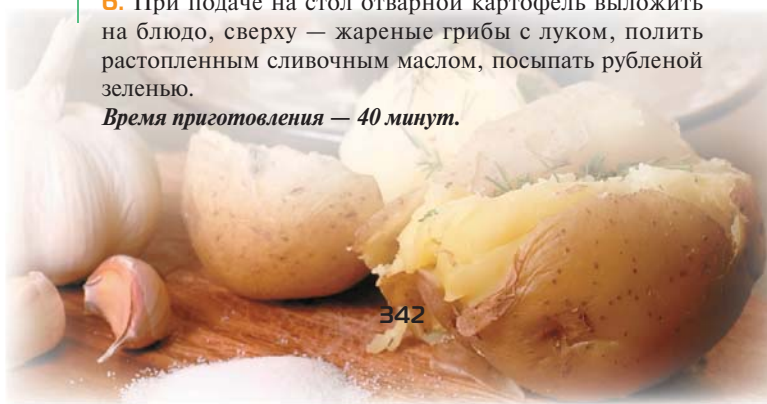 6. При подаче на стол отварной картофель выложить
на блюдо, сверху — жареные грибы с луком, полить
растопленным сливочным маслом, посыпать рубленой
зеленью.
Время приготовления — 40 минут.
342